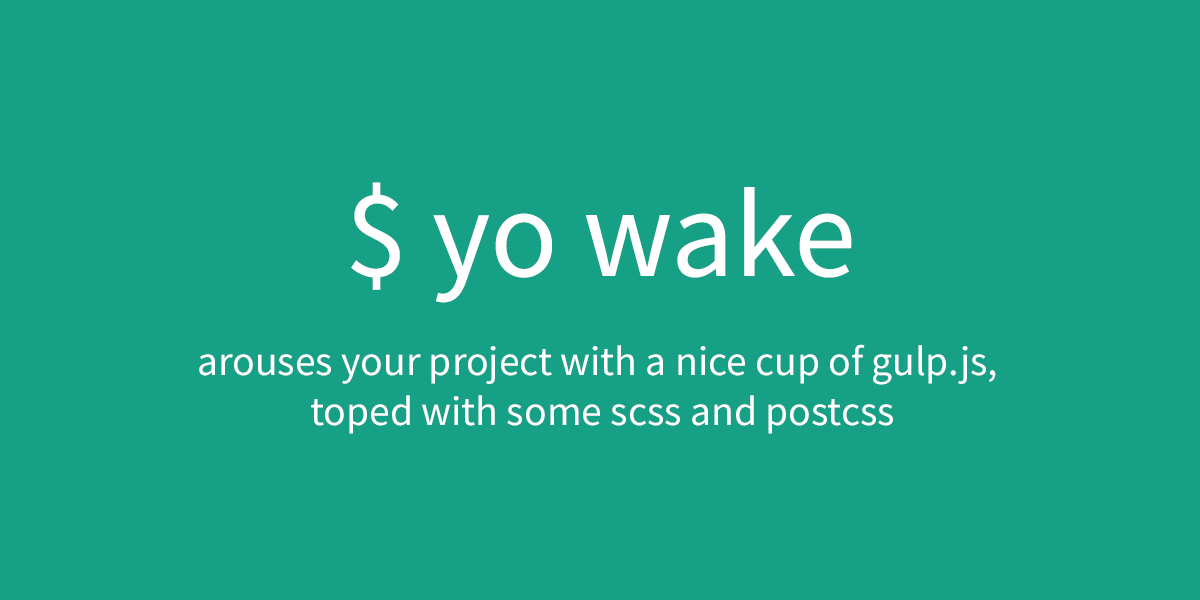 $ yo wake
arouses your project with a nice cup of gulp.js,
toped with some scss and postcss